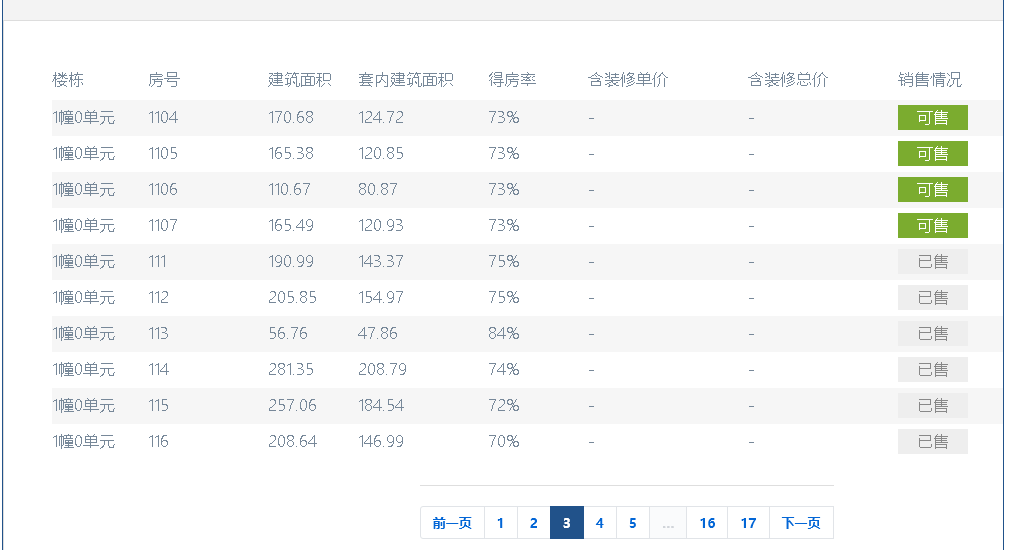 楼栋 房号 建筑面积 套内建筑面积 得房率 含装修单价 含装修总价 销售情况
1幢0单元 1104 170.68 124.72 73% - - 可售
1幢0单元 1105 165.38 120.85 73% - - 可售
1幢0单元 1106 110.67 80.87 73% - - 可售
1幢0单元 1107 165.49 120.93 73% - - 可售
1幢0单元 111 190.99 143.37 75% - - 已售
1幢0单元 112 205.85 154.97 75% - - 已售
1幢0单元 113 56.76 47.86 84% - - 已售
1幢0单元 114 281.35 208.79 74% - - 已售
1幢0单元 115 257.06 184.54 72% - - 已售
1幢0单元 116 208.64 146.99 70% - - 已售
前一页 1 2 3 4 5 ... 16 17 下一页